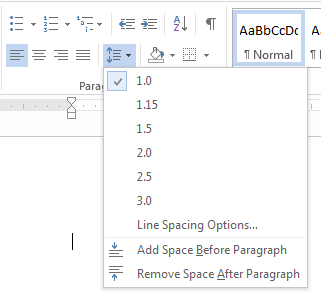 AaBbCcDc
¶ Normal
Parag
1.0
1.15
1.5
2.0
2.5
3.0
Line Spacing Options...
Add Space Before Paragraph
Remove Space After Paragraph